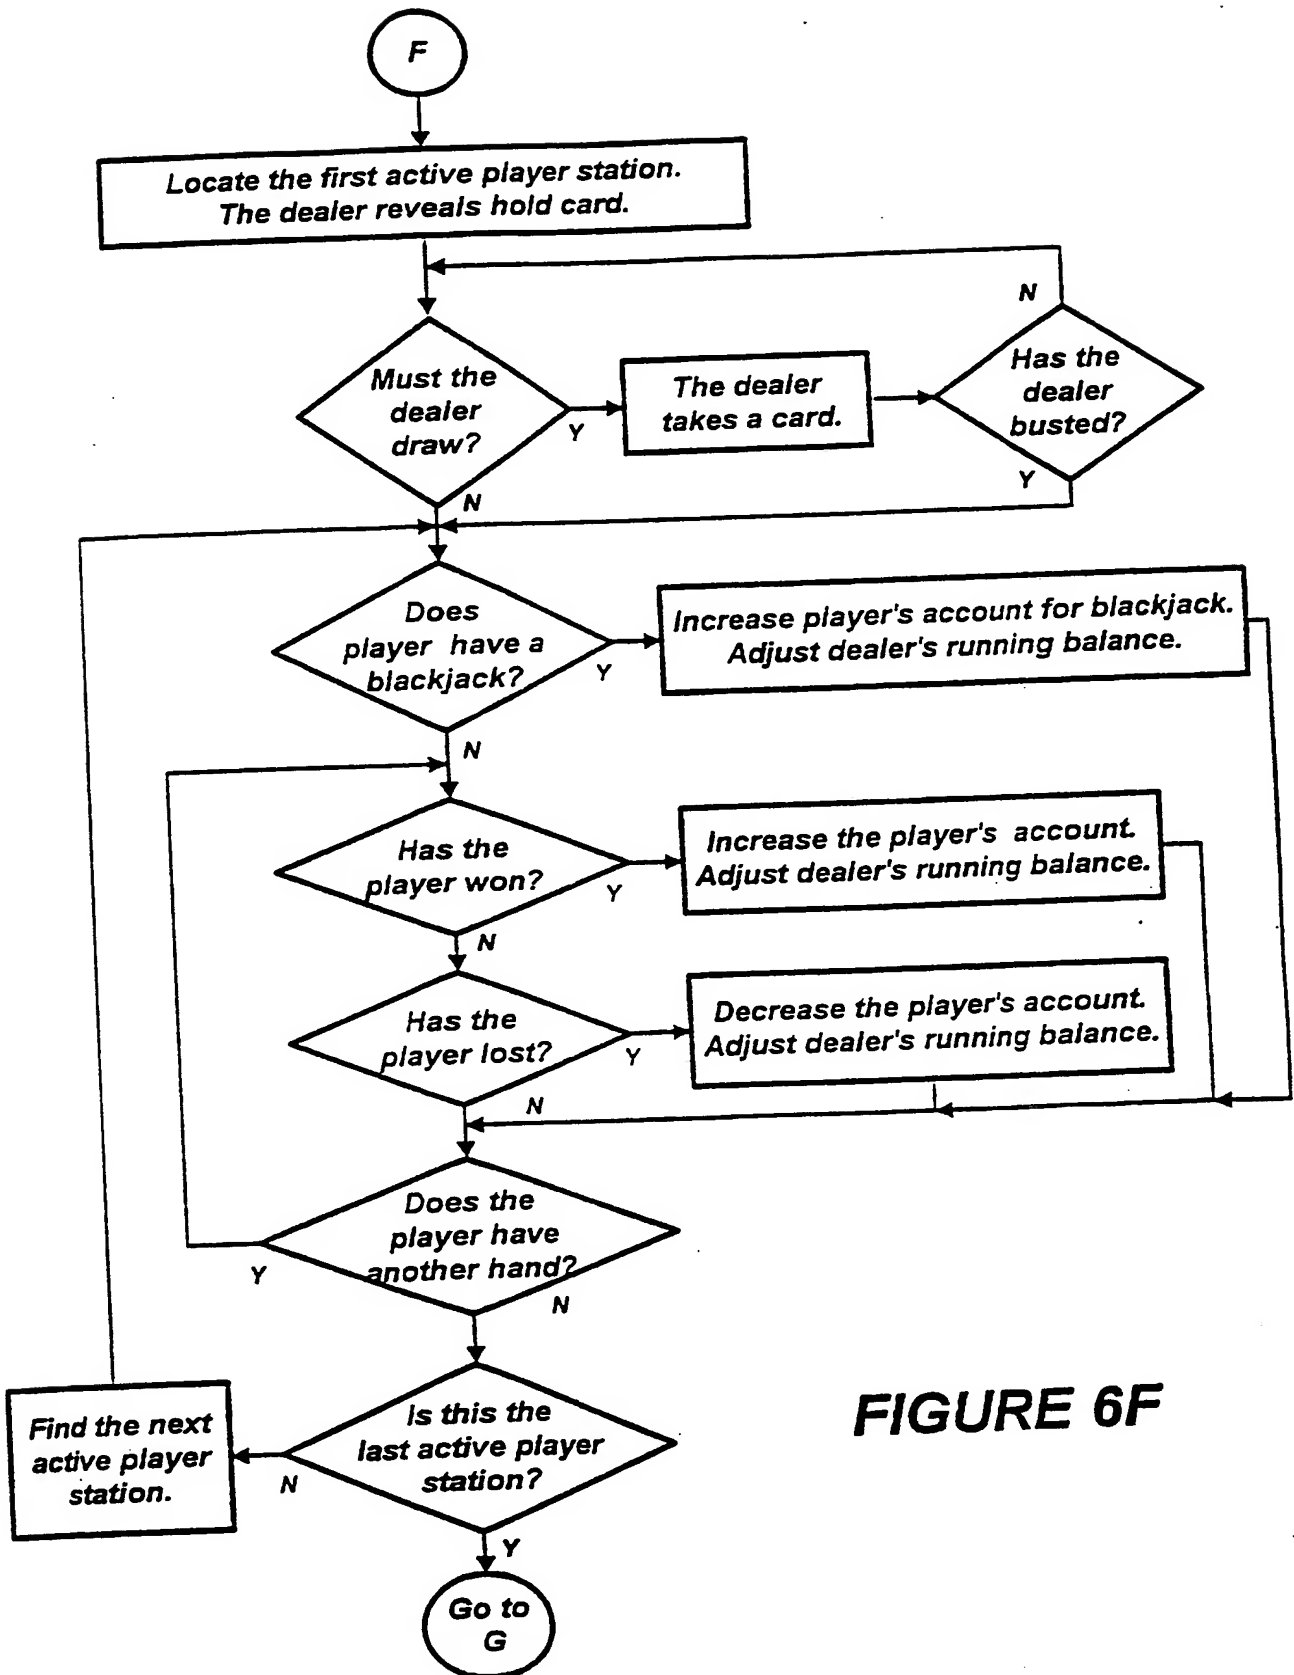 F
Locate the first active player station.
The dealer reveals hold card.
N
Must the
dealer
draw?
Y
The dealer
takes a card.
Has the
dealer
busted?
Y
N
Does
player have a
blackjack?
Y
Increase player's account for blackjack.
Adjust dealer's running balance.
N
Has the
player won?
Y
Increase the player's account.
Adjust dealer's running balance.
N
Has the
player lost?
Y
Decrease the player's account.
Adjust dealer's running balance.
N
Does the
player have
another hand?
Y
N
Is this the
last active player
station?
N
Find the next
active player
station.
Y
Go to
G
FIGURE 6F